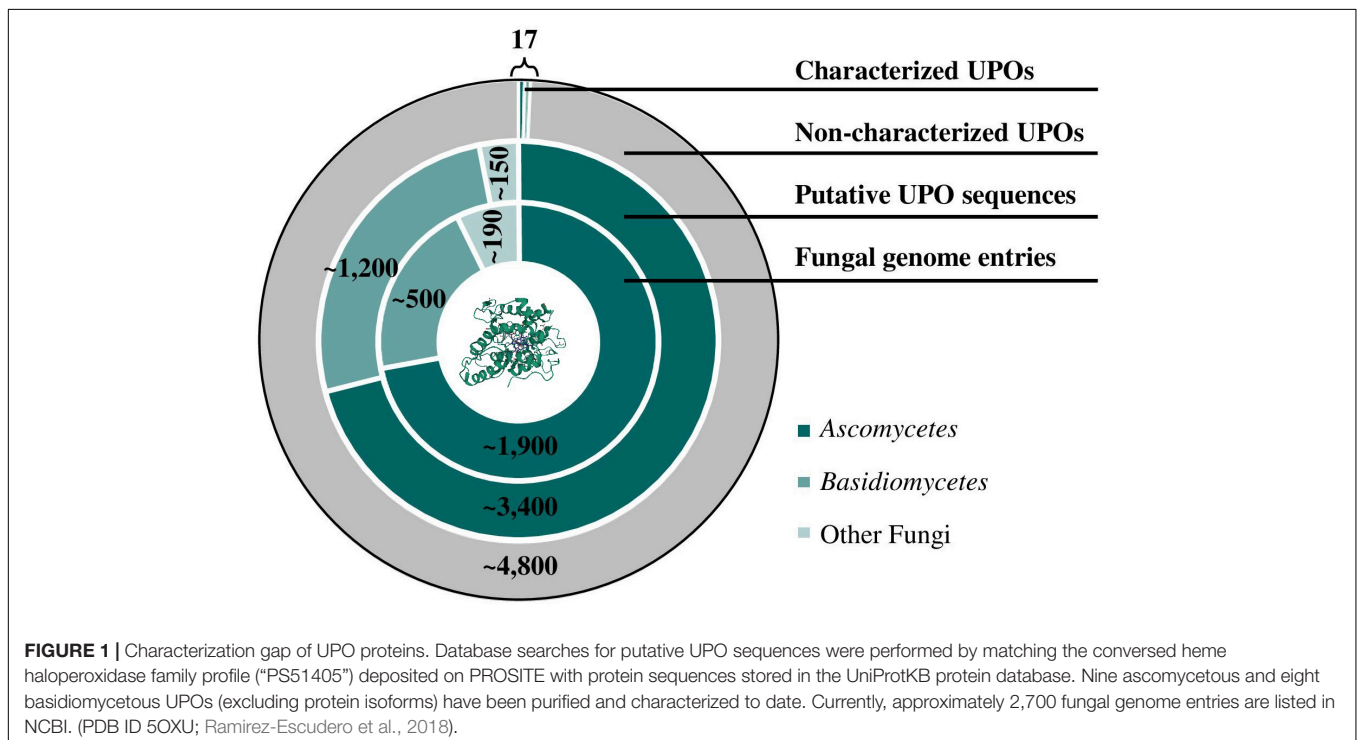 17
Characterized UPOs
Non-characterized UPOs
Putative UPO sequences
Fungal genome entries
~150
~190
~1,200
~500
~1,900
~3,400
~4,800
Ascomycetes
Basidiomycetes
Other Fungi
FIGURE 1 | Characterization gap of UPO proteins. Database searches for putative UPO sequences were performed by matching the conversed heme
haloperoxidase family profile (“PS51405”) deposited on PROSITE with protein sequences stored in the UniProtKB protein database. Nine ascomycetous and eight
basidiomycetous UPOs (excluding protein isoforms) have been purified and characterized to date. Currently, approximately 2,700 fungal genome entries are listed in
NCBI. (PDB ID 5OXU; Ramirez-Escudero et al., 2018).